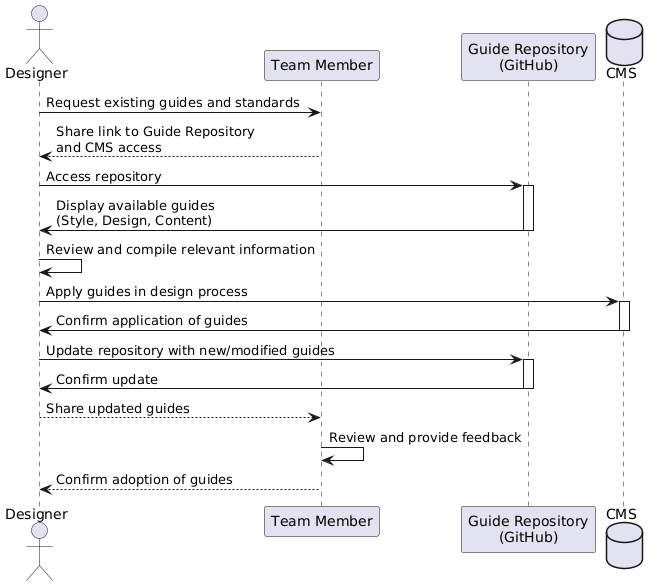 Designer
Team Member
Guide Repository
(GitHub)
CMS
Request existing guides and standards
Share link to Guide Repository
and CMS access
Access repository
Display available guides
(Style, Design, Content)
Review and compile relevant information
Apply guides in design process
Confirm application of guides
Update repository with new/modified guides
Confirm update
Share updated guides
Review and provide feedback
Confirm adoption of guides
Designer
Team Member
Guide Repository
(GitHub)
CMS